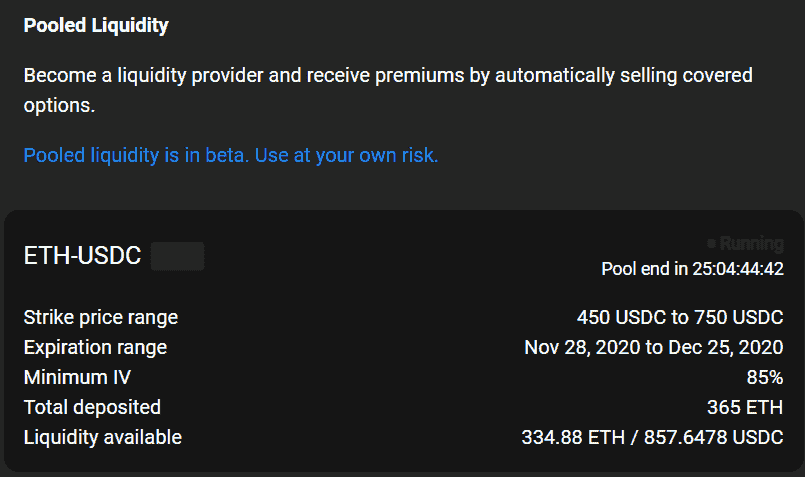 Pooled Liquidity
Become a liquidity provider and receive premiums by automatically selling covered
options.
Pooled liquidity is in beta. Use at your own risk.
ETH-USDC
Running
Pool end in 25:04:44:42
Strike price range 450 USDC to 750 USDC
Expiration range Nov 28, 2020 to Dec 25, 2020
Minimum IV 85%
Total deposited 365 ETH
Liquidity available 334.88 ETH / 857.6478 USDC